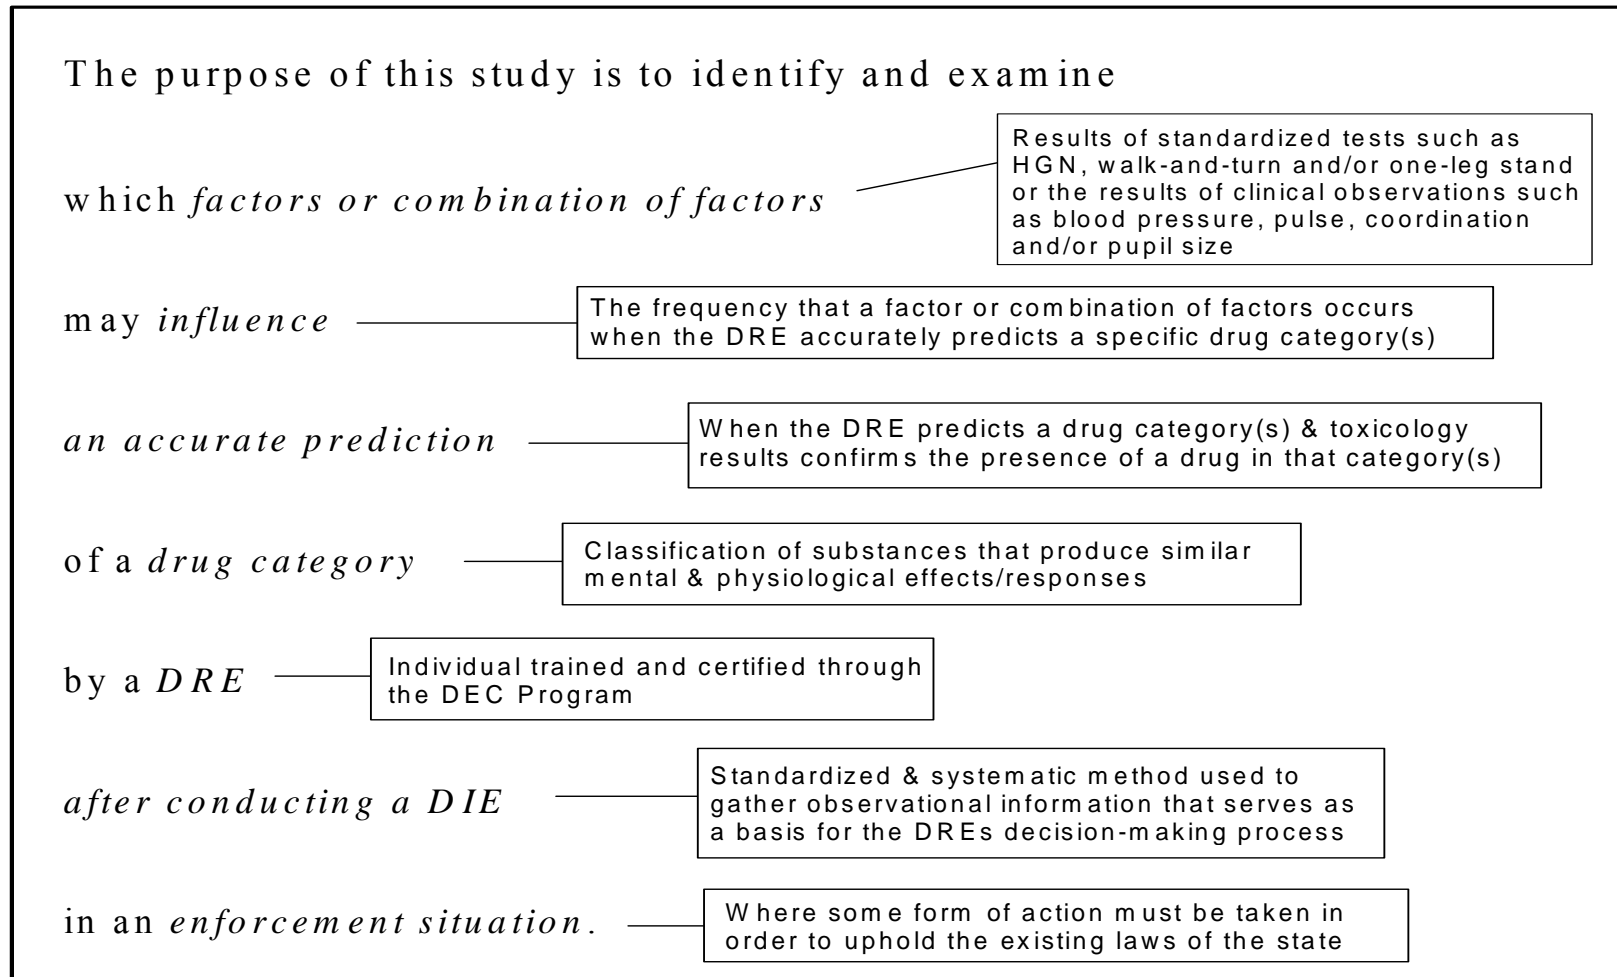 The purpose of this study is to identify and examine
which factors or combination of factors
Results of standardized tests such as
HGN, walk-and-turn and/or one-leg stand
or the results of clinical observations such
as blood pressure, pulse, coordination
and/or pupil size
may influence
The frequency that a factor or combination of factors occurs
when the DRE accurately predicts a specific drug category(s)
an accurate prediction
When the DRE predicts a drug category(s) & toxicology
results confirms the presence of a drug in that category(s)
of a drug category
Classification of substances that produce similar
mental & physiological effects/responses
by a DRE
Individual trained and certified through
the DEC Program
after conducting a DIE
Standardized & systematic method used to
gather observational information that serves as
a basis for the DREs decision-making process
in an enforcement situation.
Where some form of action must be taken in
order to uphold the existing laws of the state